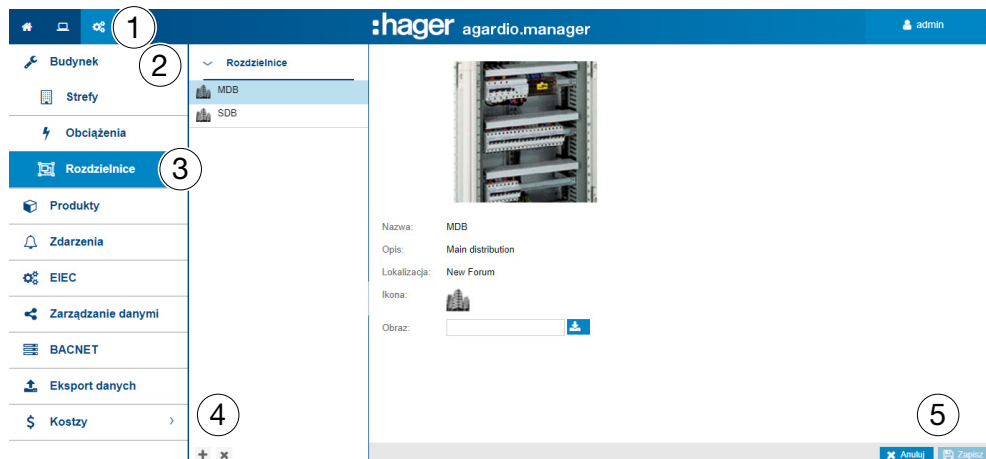 1
:hager agardio.manager
admin
Budynek
2
Strefy
Obciążenia
Rozdzielnice
3
Produkty
Zdarzenia
EIEC
Zarządzanie danymi
BACNET
Eksport danych
Kostzy
Rozdzielnice
MDB
SDB
4
Nazwa: MDB
Opis: Main distribution
Lokalizacja: New Forum
Ikona:
Obraz:
5
Anuluj
Zapisz